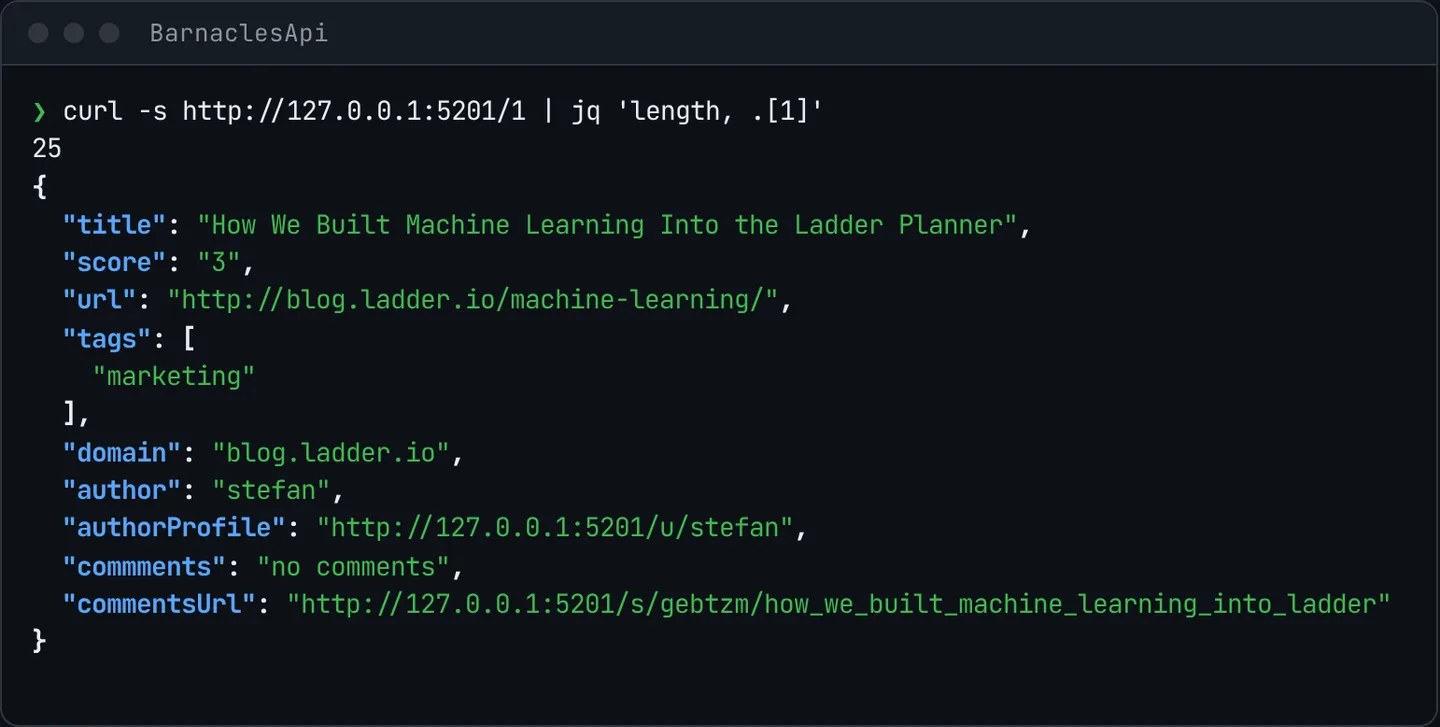 BarnaclesApi
❯ curl -s http://127.0.0.1:5201/1 | jq 'length, .[1]'
25
{
  "title": "How We Built Machine Learning Into the Ladder Planner",
  "score": "3",
  "url": "http://blog.ladder.io/machine-learning/",
  "tags": [
    "marketing"
  ],
  "domain": "blog.ladder.io",
  "author": "stefan",
  "authorProfile": "http://127.0.0.1:5201/u/stefan",
  "commments": "no comments",
  "commentsUrl": "http://127.0.0.1:5201/s/gebtzm/how_we_built_machine_learning_into_ladder"
}